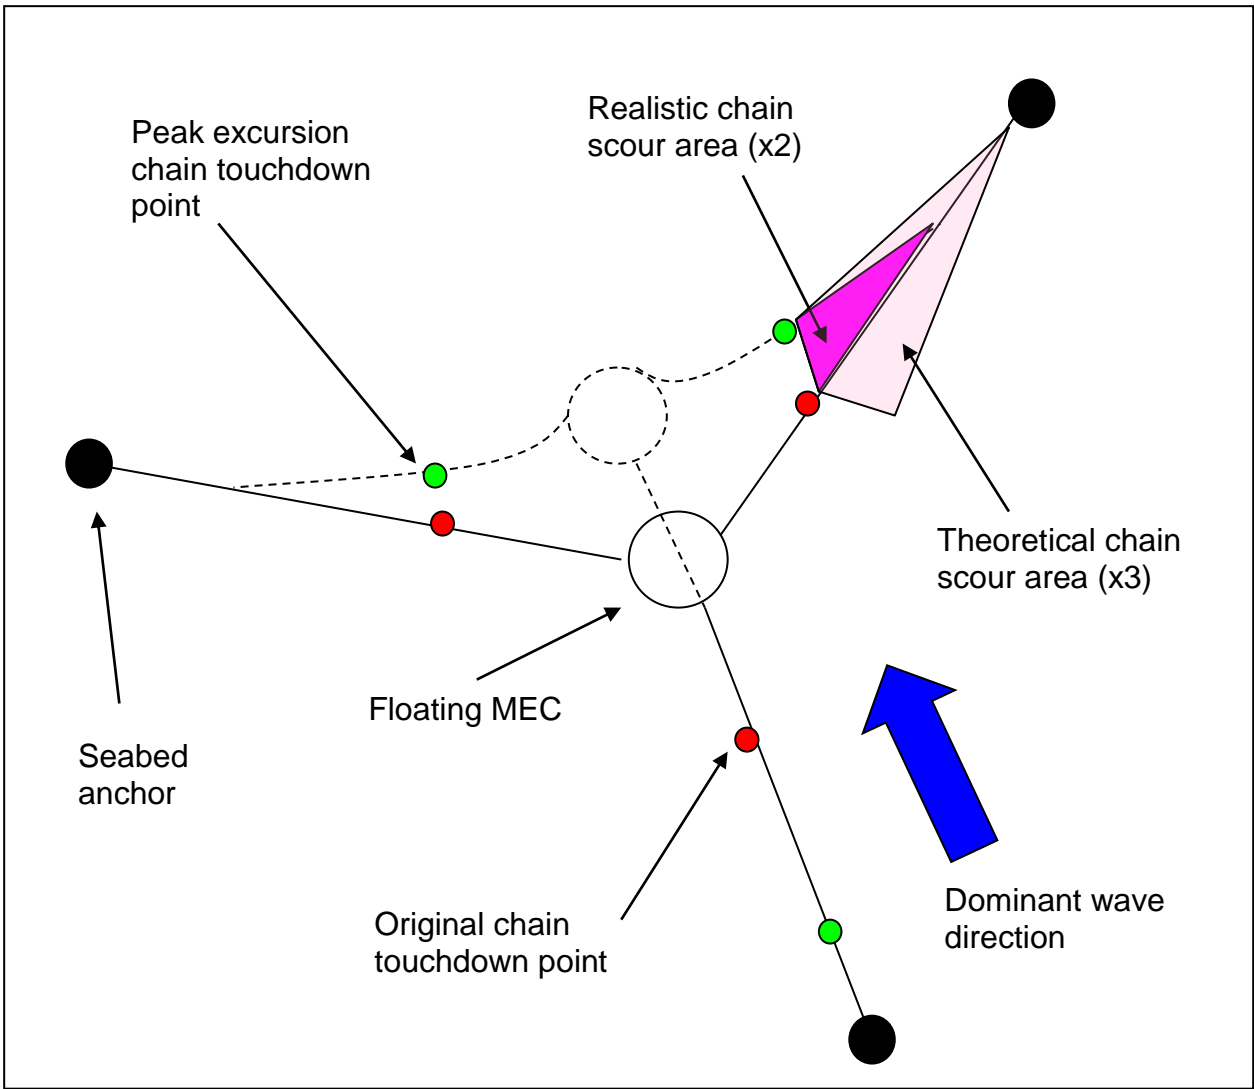 Realistic chain
scour area (x2)
Peak excursion
chain touchdown
point
Theoretical chain
scour area (x3)
Floating MEC
Seabed
anchor
Original chain
touchdown point
Dominant wave
direction